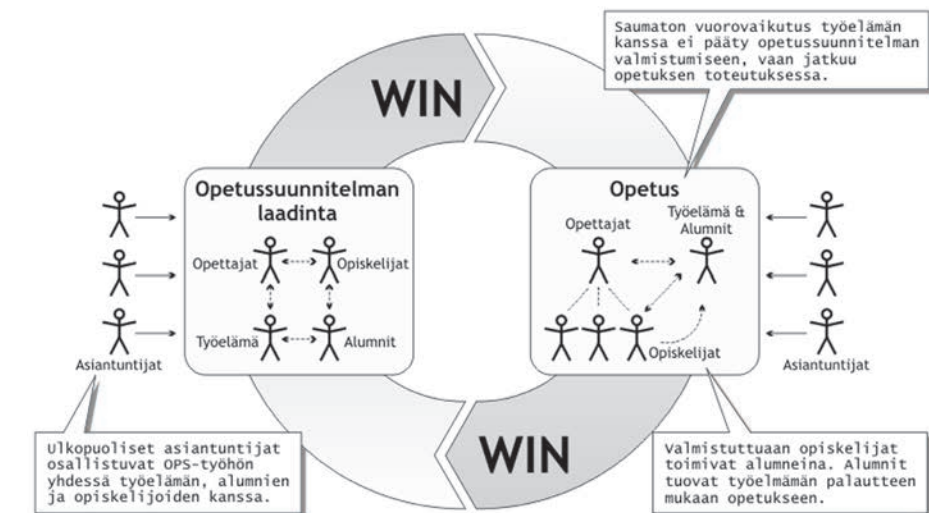 Saumaton vuorovaikutus työelämän
kanssa ei pääty opetussuunnitelman
valmistumiseen, vaan jatkuu
opetuksen toteutuksessa.
WIN
Opetussuunnitelman
laadinta
Opettajat
Opiskelijat
Työelämä
Alumnit
Opetus
Opettajat
Työelämä &
Alumnit
Opiskelijat
Asiantuntijat
Asiantuntijat
Ulkopuoliset asiantuntijat
osallistuvat OPS-työhön
yhdessä työelämän, alumnien
ja opiskelijoiden kanssa.
WIN
Valmistuttuaan opiskelijat
toimivat alumneina. Alumnit
tuovat työelmämän palautteen
mukaan opetukseen.